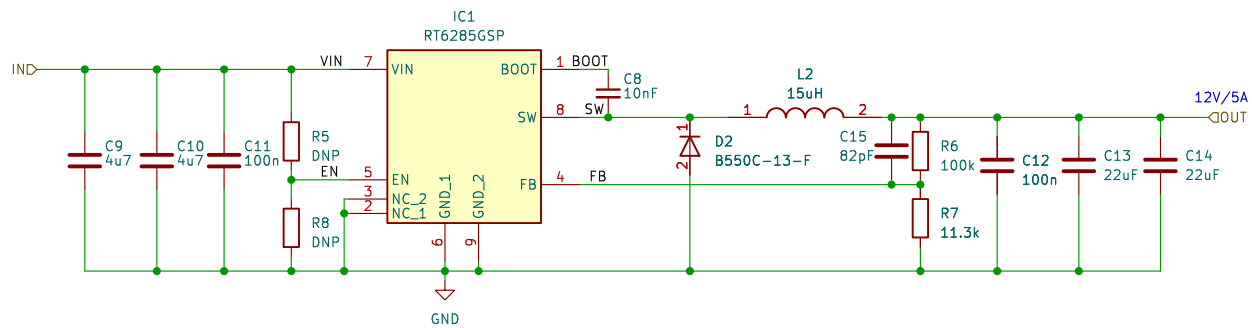 IC1
RT6285GSP
IN
VIN
7
VIN
BOOT
1
BOOT
C8
10nF
SW
8
SW
L2
15uH
1
2
12V/5A
OUT
C9
4u7
C10
4u7
C11
100n
R5
DNP
EN
5
EN
3
NC_2
2
NC_1
GND_1
GND_2
6
9
FB
4
FB
R8
DNP
1
2
D2
B550C-13-F
C15
82pF
R6
100k
R7
11.3k
C12
100n
C13
22uF
C14
22uF
GND